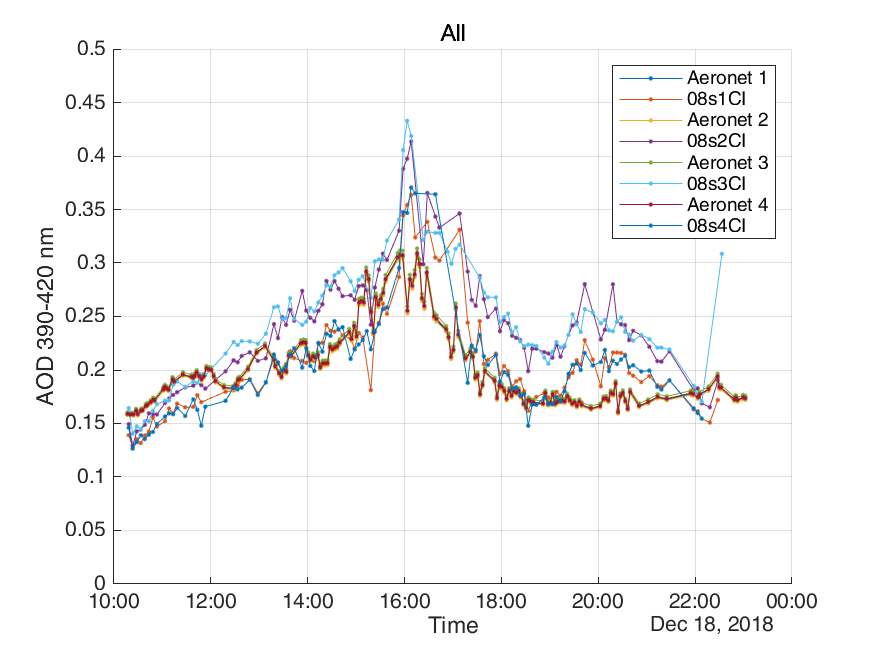 All
0.5
0.45
0.4
0.35
0.3
0.25
0.2
0.15
0.1
0.05
0
AOD 390-420 nm
Aeronet 1
08s1CI
Aeronet 2
08s2CI
Aeronet 3
08s3CI
Aeronet 4
08s4CI
10:00 12:00 14:00 16:00 18:00 20:00 22:00 00:00
Time
Dec 18, 2018